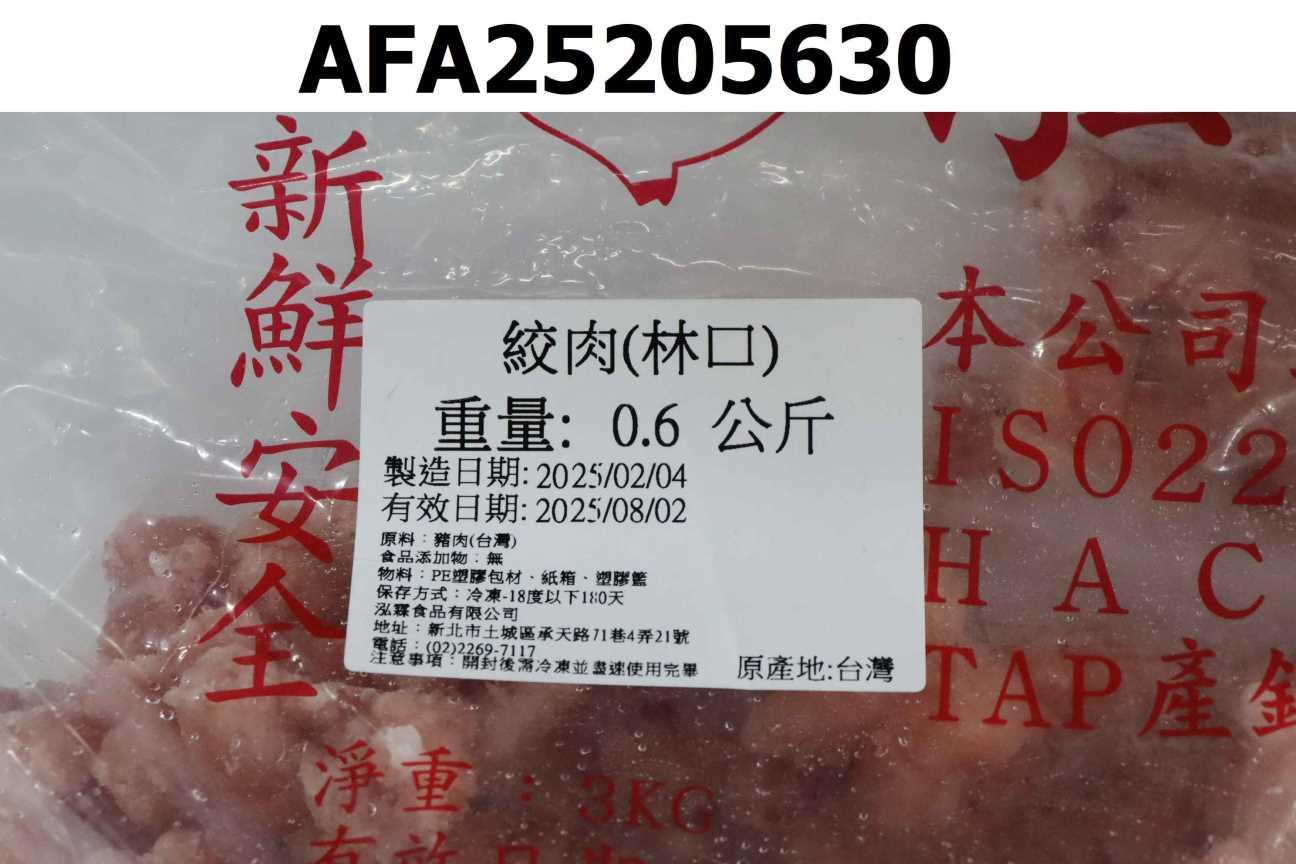 AFA25205630
新鮮安全
本公司
ISO22
HAC
TAP產
絞肉(林口)
重量: 0.6 公斤
製造日期: 2025/02/04
有效日期: 2025/08/02
原料：豬肉(台灣)
食品添加物：無
物料：PE塑膠包材、紙箱、塑膠籃
保存方式：冷凍-18度以下180天
泓霖食品有限公司
地址：新北市土城區承天路71巷4弄21號
電話：(02)2269-7117
注意事項：開封後需冷凍並盡速使用完畢
原產地:台灣
淨重：3KG
有效日期